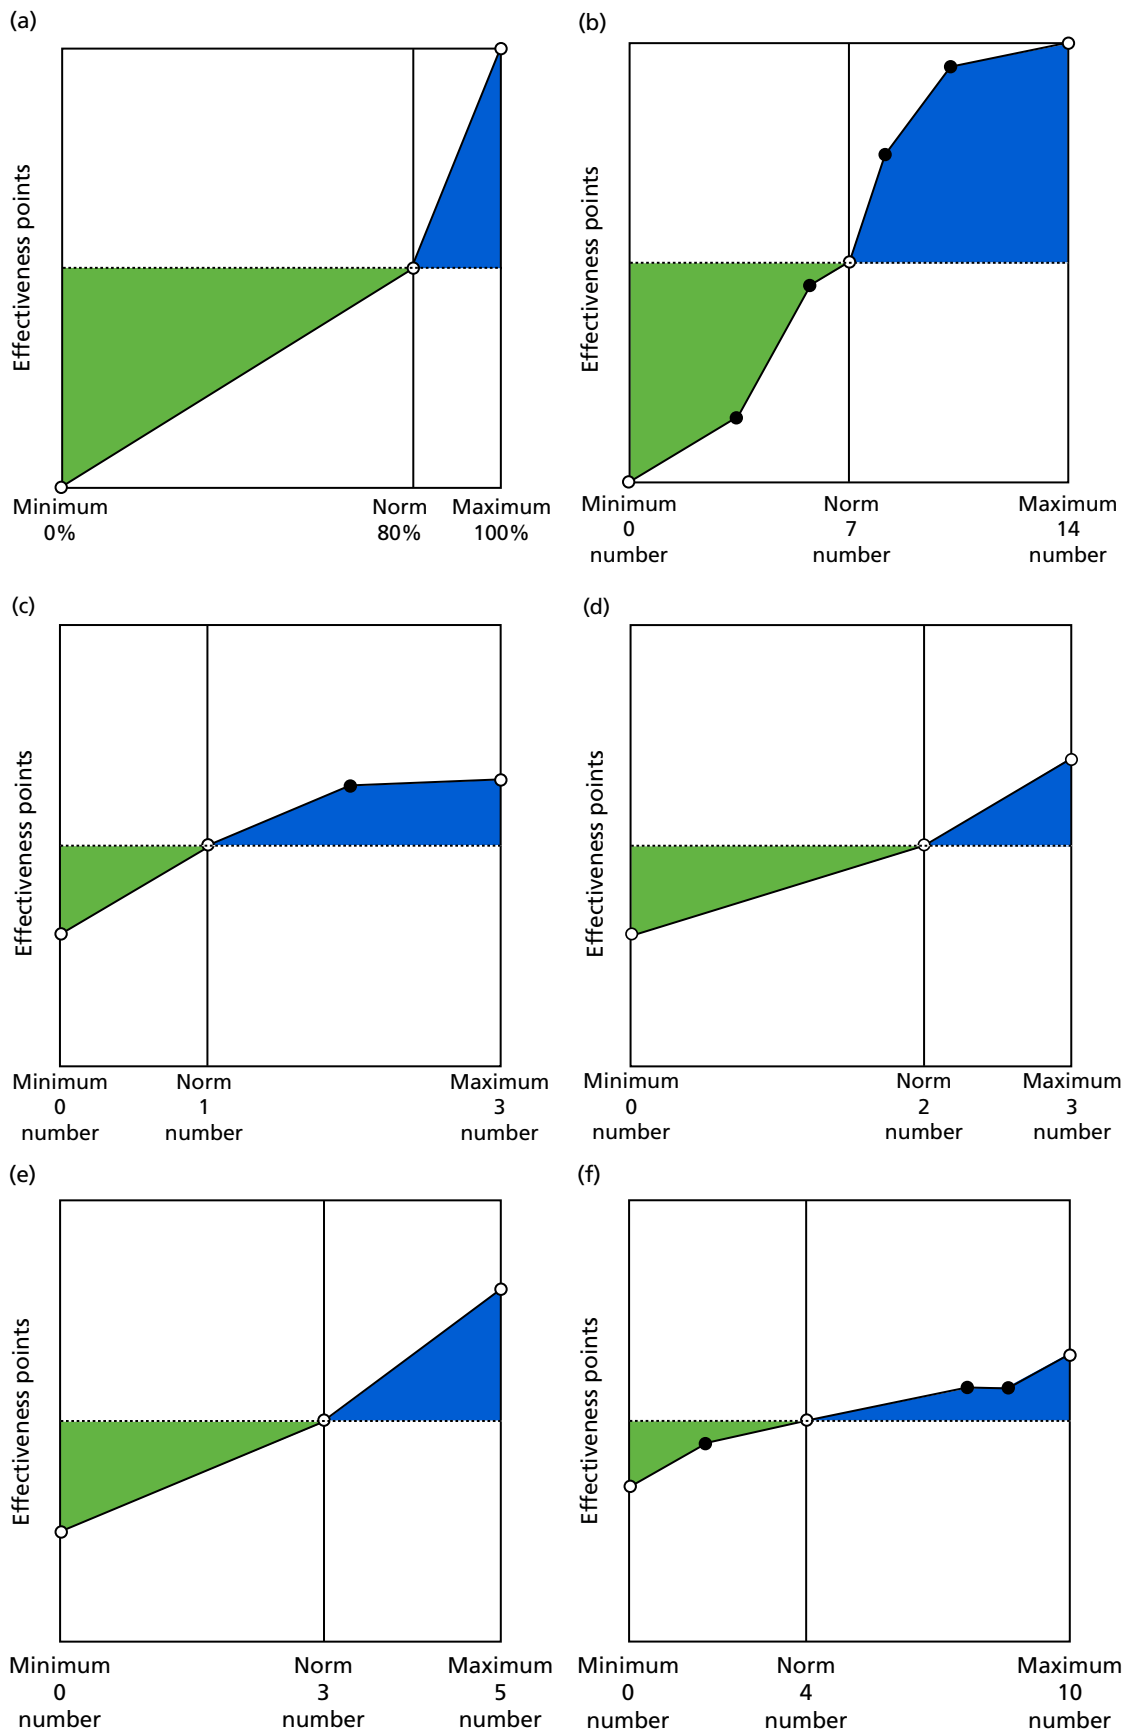 (a)
Effectiveness points
Minimum
0%
Norm
80%
Maximum
100%
(b)
Effectiveness points
Minimum
0
number
Norm
7
number
Maximum
14
number
(c)
Effectiveness points
Minimum
0
number
Norm
1
number
Maximum
3
number
(d)
Effectiveness points
Minimum
0
number
Norm
2
number
Maximum
3
number
(e)
Effectiveness points
Minimum
0
number
Norm
3
number
Maximum
5
number
(f)
Effectiveness points
Minimum
0
number
Norm
4
number
Maximum
10
number